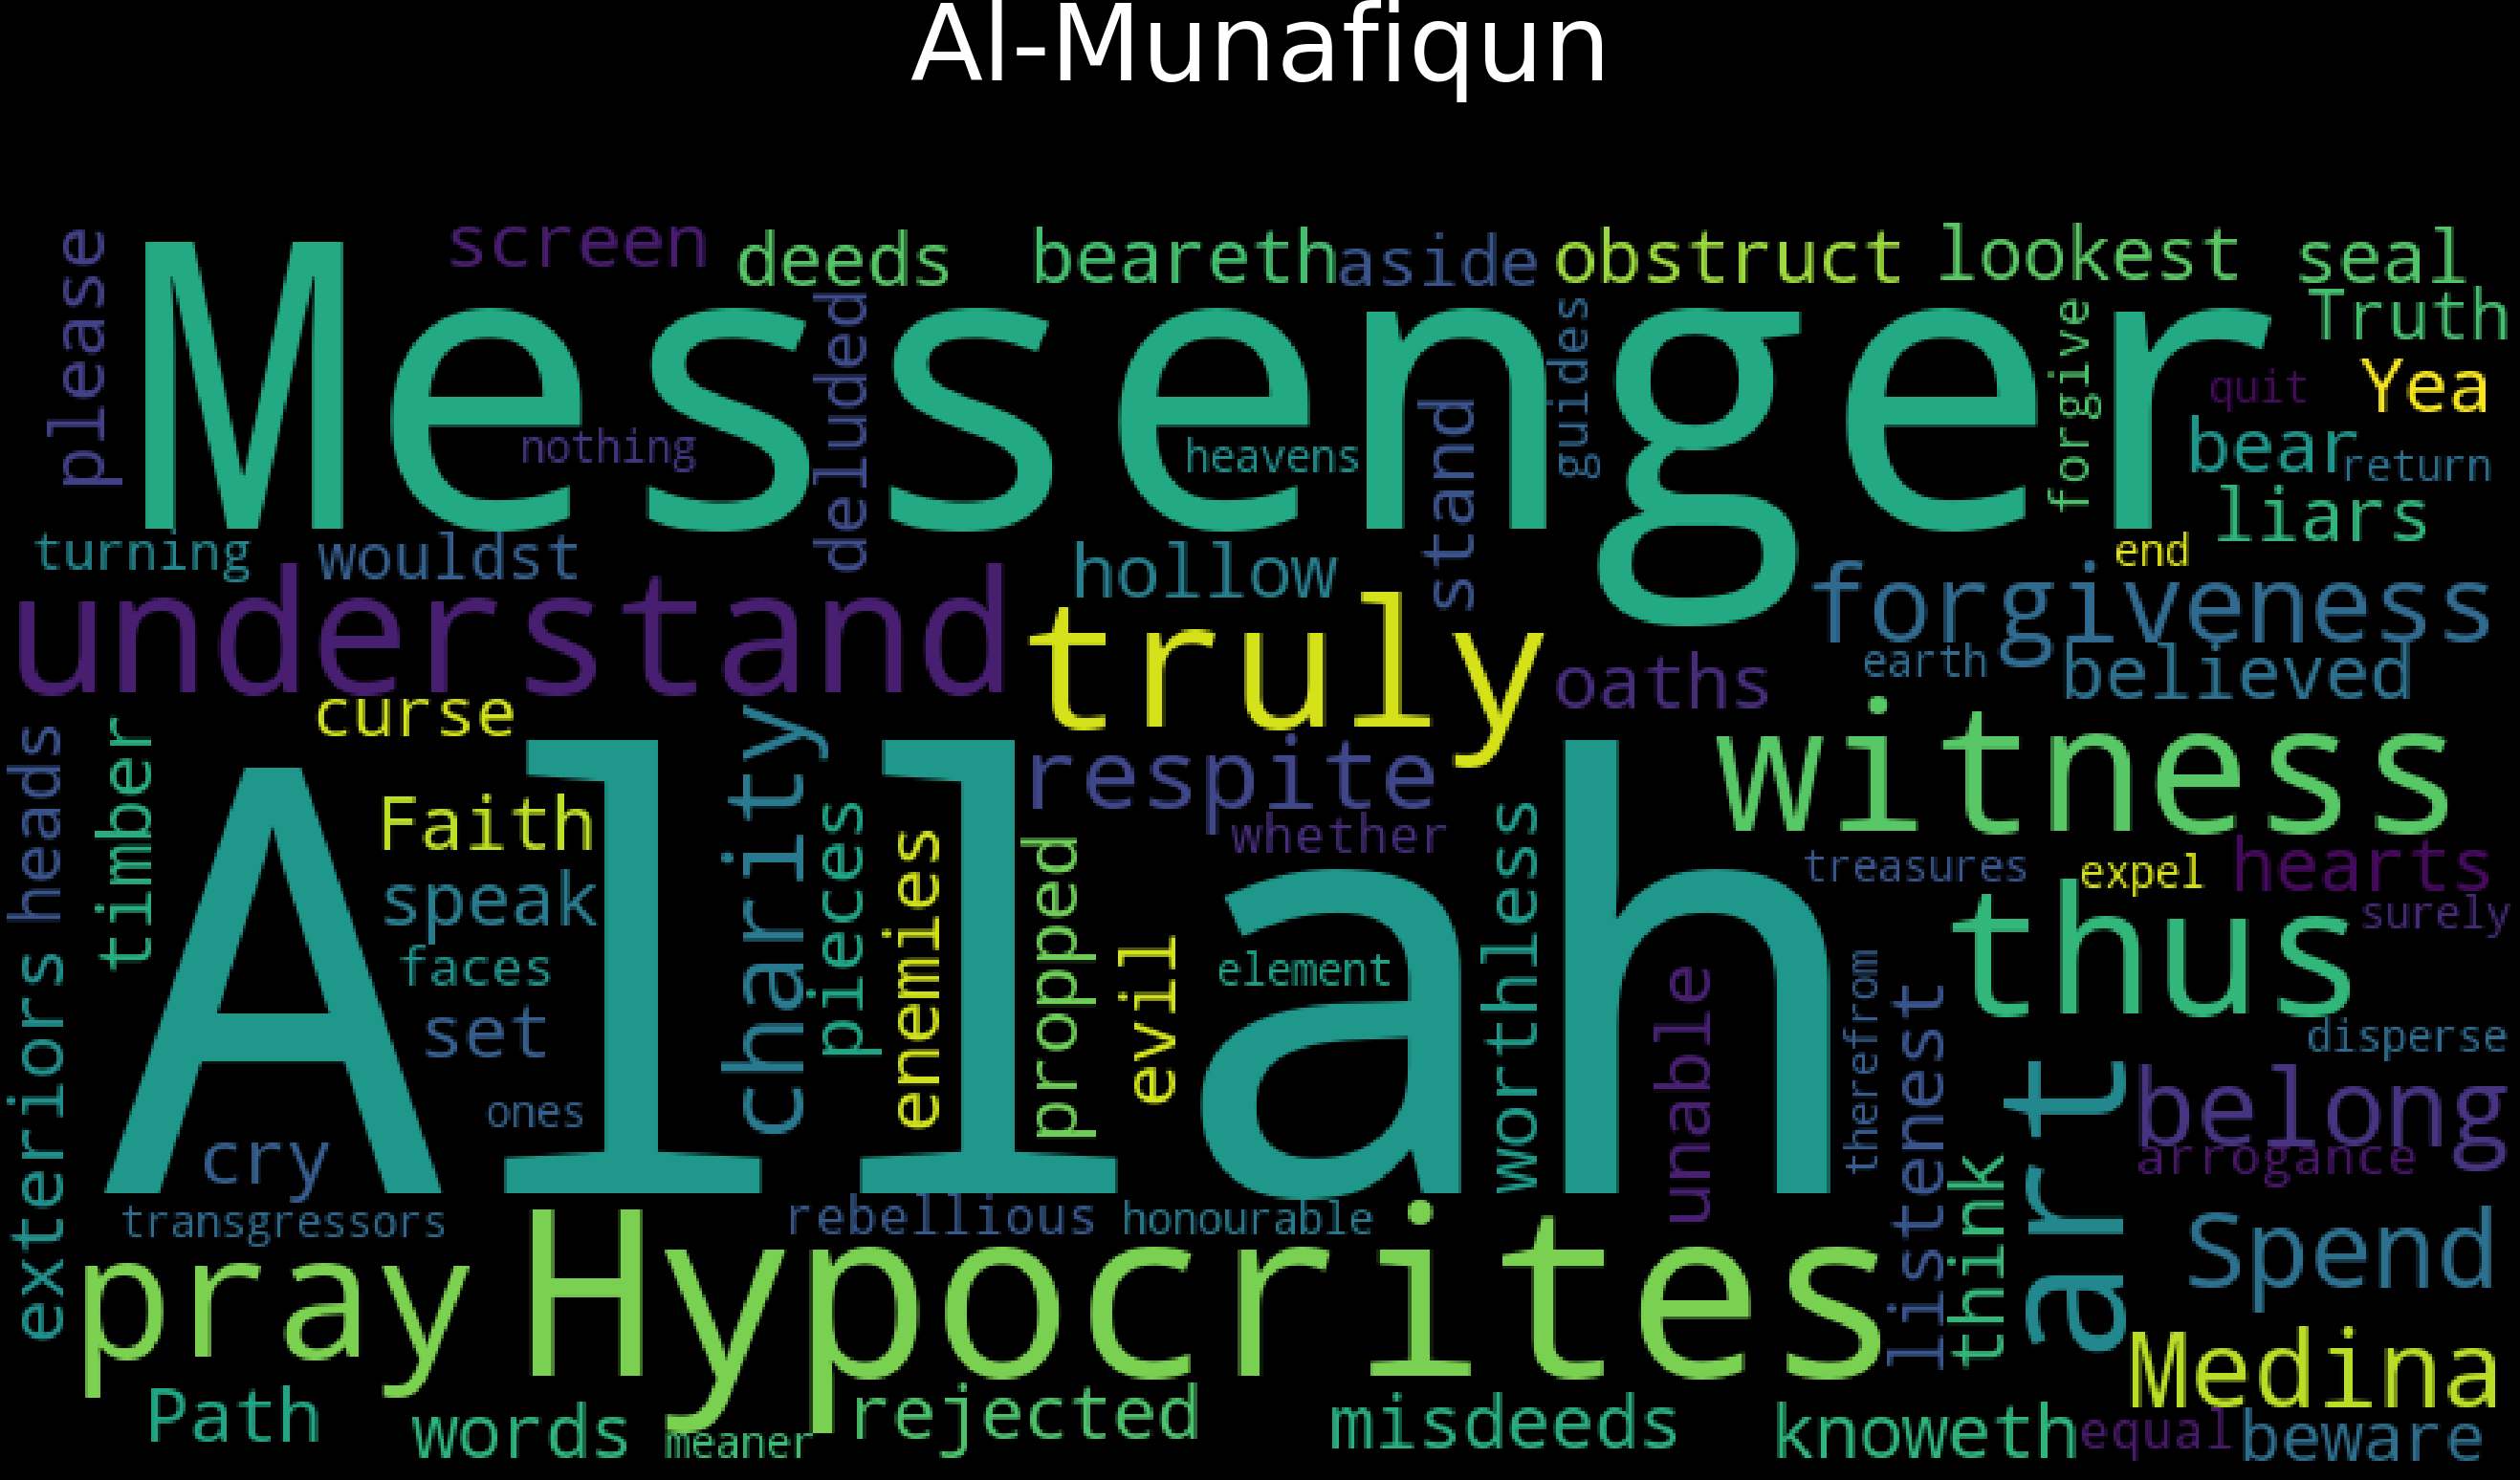 Al-Munafiqun
please
screen
deeds
beareth
aside
obstruct
lookest
seal
Truth
Messenger
deluded
guides
forgive
quit
Yea
nothing
heavens
stand
bear
return
liars
turning
wouldst
hollow
end
understand
truly
forgiveness
oaths
earth
believed
curse
heads
timber
charity
respite
whether
witness
Allah
Faith
pieces
enemies
propped
worthless
treasures
expel
hearts
speak
surely
thus
faces
evil
element
unable
therefrom
listenest
set
disperse
exteriors
ones
art
belong
cry
arrogance
think
transgressors
rebellious
honourable
pray
Hypocrites
Spend
Medina
Path
words
meaner
rejected
misdeeds
knoweth
equal
beware